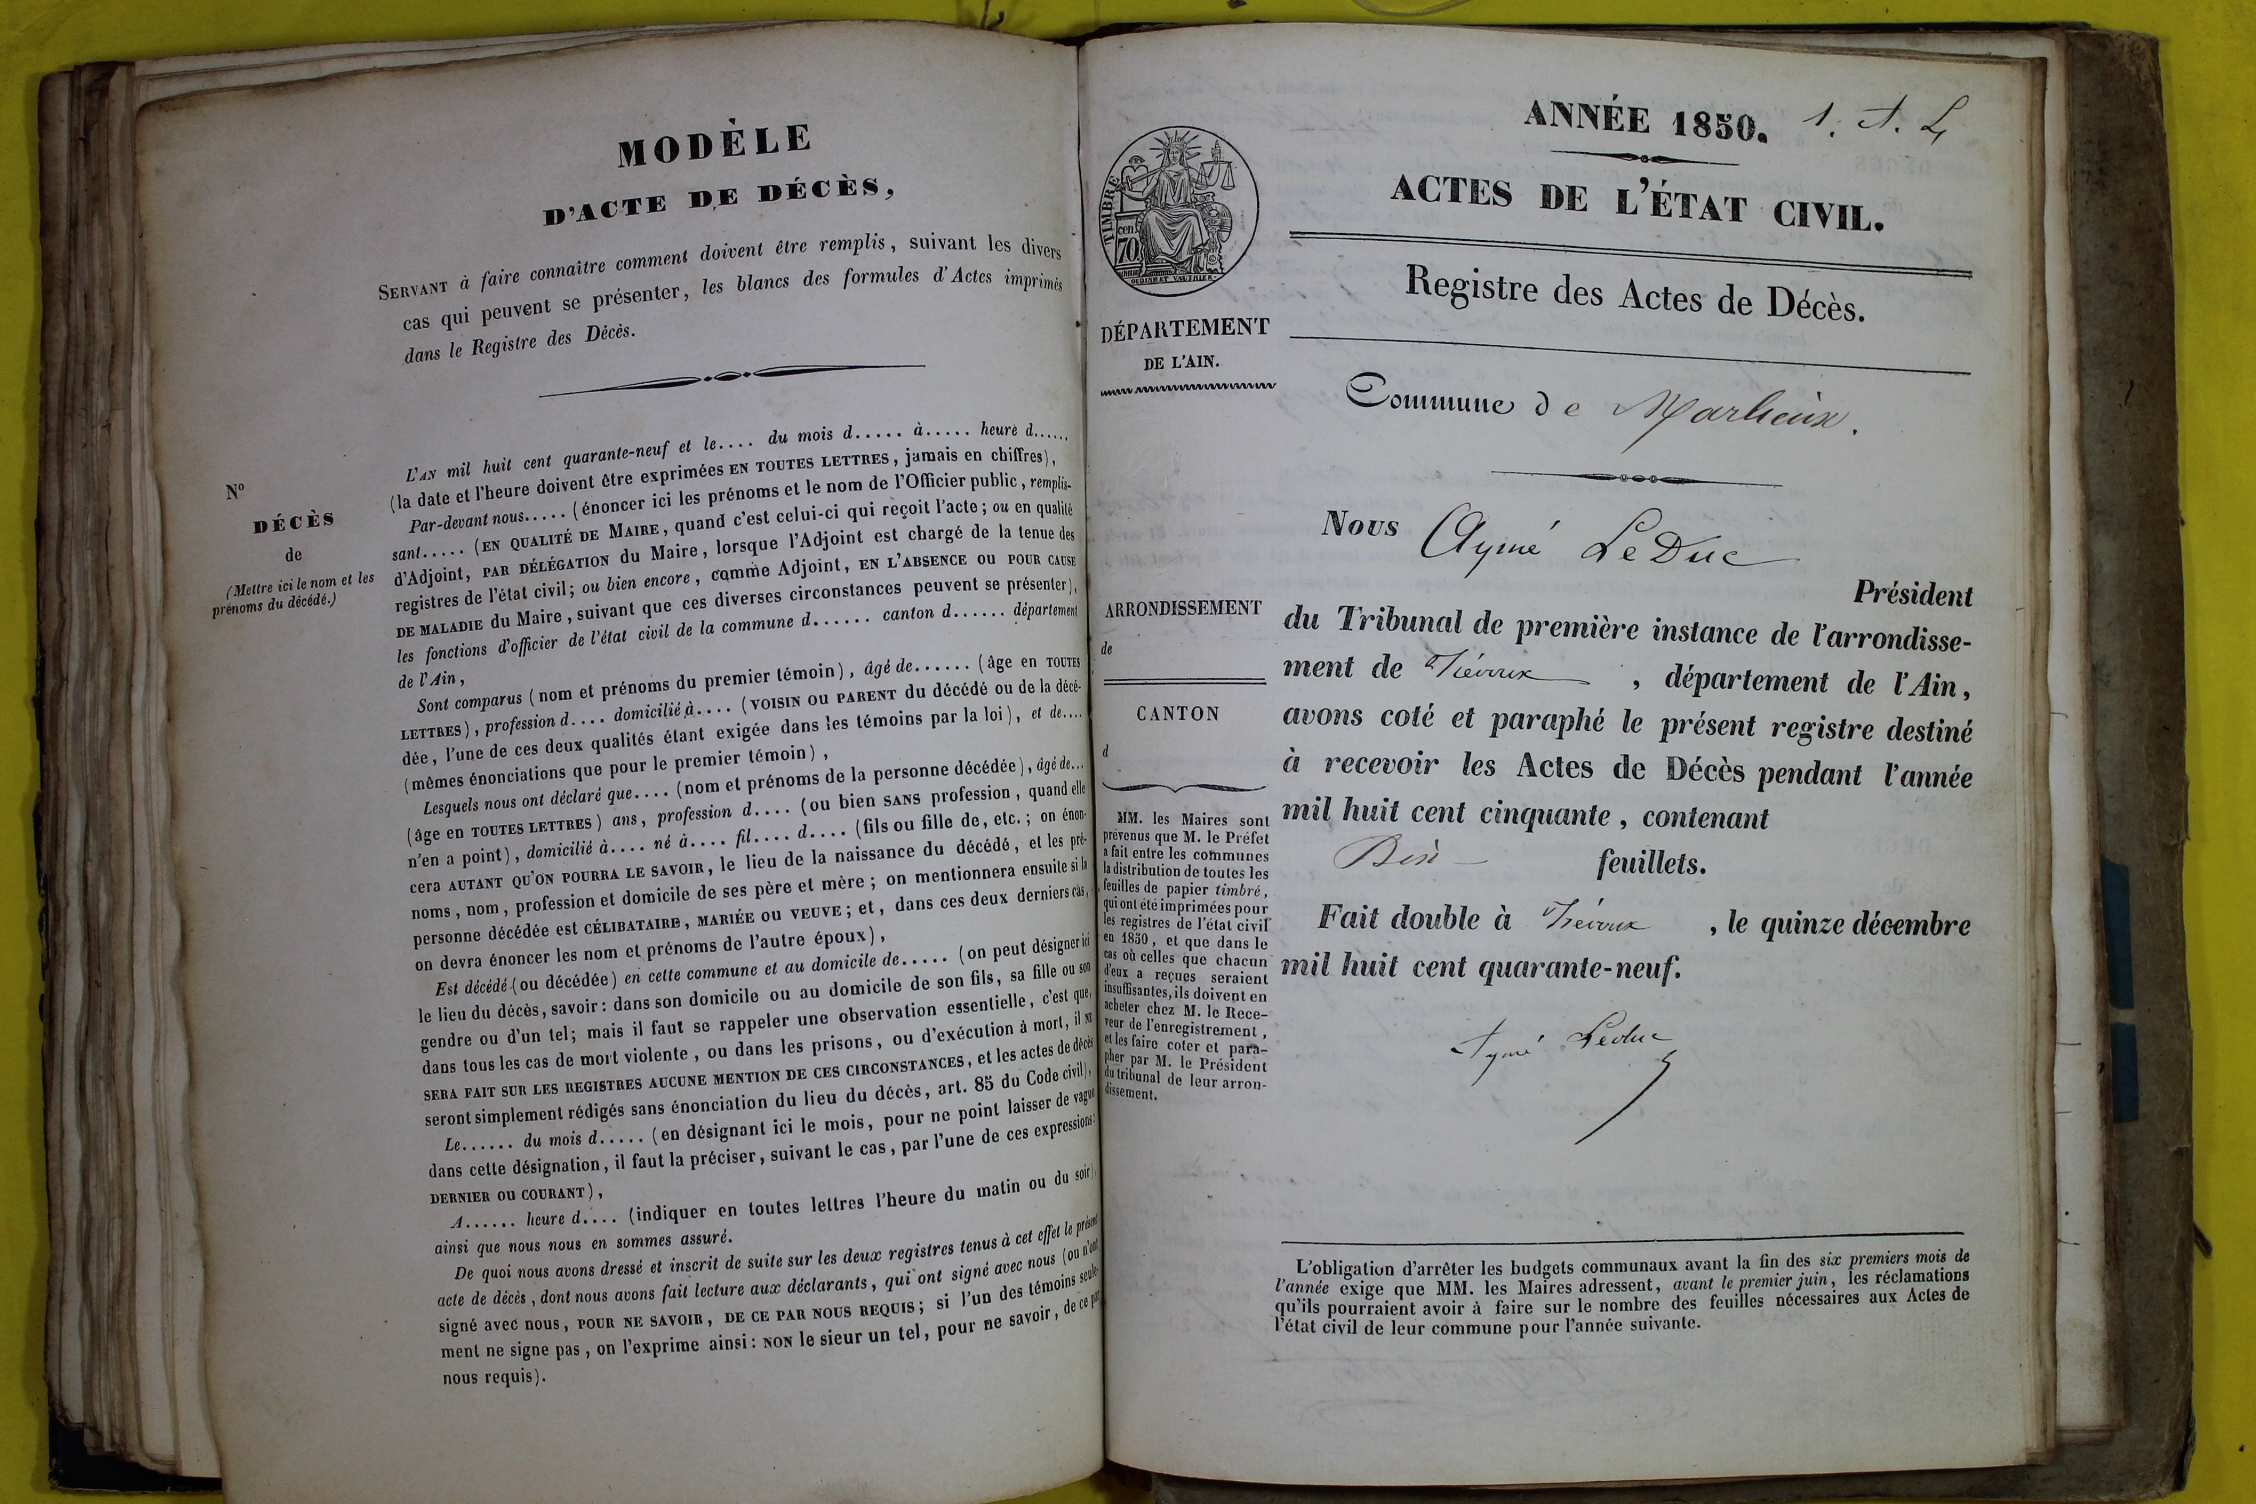 MODÈLE
D'ACTE DE DÉCÈS,
SERVANT à faire connaître comment doivent être remplis, suivant les divers
cas qui peuvent se présenter, les blancs des formules d'Actes imprimés
dans le Registre des Décès.
N°
DÉCÈS
de
(Mettre ici le nom et les
prénoms du décédé.)
L'AN mil huit cent quarante-neuf et le.... du mois d..... à..... heure d......
(la date et l'heure doivent être exprimées EN TOUTES LETTRES, jamais en chiffres),
Par-devant nous..... (énoncer ici les prénoms et le nom de l'Officier public, remplis-
sant..... (EN QUALITÉ DE MAIRE, quand c'est celui-ci qui reçoit l'acte; ou en qualité
d'Adjoint, PAR DÉLÉGATION du Maire, lorsque l'Adjoint est chargé de la tenue des
registres de l'état civil; ou bien encore, comme Adjoint, EN L'ABSENCE OU POUR CAUSE
DE MALADIE du Maire, suivant que ces diverses circonstances peuvent se présenter),
les fonctions d'officier de l'état civil de la commune d...... canton d...... département
de l'Ain,
Sont comparus (nom et prénoms du premier témoin), âgé de...... (âge en TOUTES
LETTRES), profession d.... domicilié à.... (VOISIN OU PARENT du décédé ou de la décé-
dée, l'une de ces deux qualités étant exigée dans les témoins par la loi), et de....
(mêmes énonciations que pour le premier témoin),
Lesquels nous ont déclaré que.... (nom et prénoms de la personne décédée), âgé de...
(âge en TOUTES LETTRES) ans, profession d.... (ou bien SANS profession, quand elle
n'en a point), domicilié à.... né à.... fil.... d.... (fils ou fille de, etc.; on énon-
cera AUTANT QU'ON POURRA LE SAVOIR, le lieu de la naissance du décédé, et les pré-
noms, nom, profession et domicile de ses père et mère; on mentionnera ensuite si la
personne décédée est CÉLIBATAIRE, MARIÉE OU VEUVE; et, dans ces deux derniers cas,
on devra énoncer les nom et prénoms de l'autre époux),
Est décédé (ou décédée) en cette commune et au domicile de..... (on peut désigner ici
le lieu du décès, savoir: dans son domicile ou au domicile de son fils, sa fille ou son
gendre ou d'un tel; mais il faut se rappeler une observation essentielle, c'est que,
dans tous les cas de mort violente, ou dans les prisons, ou d'exécution à mort, il NE
SERA FAIT SUR LES REGISTRES AUCUNE MENTION DE CES CIRCONSTANCES, et les actes de décès
seront simplement rédigés sans énonciation du lieu du décès, art. 85 du Code civil),
Le...... du mois d..... (en désignant ici le mois, pour ne point laisser de vague
dans cette désignation, il faut la préciser, suivant le cas, par l'une de ces expressions:
DERNIER OU COURANT),
A...... heure d.... (indiquer en toutes lettres l'heure du matin ou du soir),
ainsi que nous nous en sommes assuré.
De quoi nous avons dressé et inscrit de suite sur les deux registres tenus à cet effet le présent
acte de décès, dont nous avons fait lecture aux déclarants, qui ont signé avec nous (ou n'ont
signé avec nous, POUR NE SAVOIR, DE CE PAR NOUS REQUIS; si l'un des témoins seule-
ment ne signe pas, on l'exprime ainsi: NON le sieur un tel, pour ne savoir, de ce par
nous requis).
ANNÉE 1850.
ACTES DE L'ÉTAT CIVIL.
Registre des Actes de Décès.
TIMBRE
cen.
70
OUDINE ET VAUTHIER
DÉPARTEMENT
DE L'AIN.
ARRONDISSEMENT
de
CANTON
d
MM. les Maires sont
prévenus que M. le Préfet
a fait entre les communes
la distribution de toutes les
feuilles de papier timbré,
qui ont été imprimées pour
les registres de l'état civil
en 1850, et que dans le
cas où celles que chacun
d'eux a reçues seraient
insuffisantes, ils doivent en
acheter chez M. le Rece-
veur de l'enregistrement,
et les faire coter et para-
pher par M. le Président
du tribunal de leur arron-
dissement.
Commune de Marlieux.
Nous Aymé LeDuc
Président
du Tribunal de première instance de l'arrondisse-
ment de Trévoux, département de l'Ain,
avons coté et paraphé le présent registre destiné
à recevoir les Actes de Décès pendant l'année
mil huit cent cinquante, contenant
feuillets.
Fait double à Trévoux, le quinze décembre
mil huit cent quarante-neuf.
Aymé Leduc
L'obligation d'arrêter les budgets communaux avant la fin des six premiers mois de
l'année exige que MM. les Maires adressent, avant le premier juin, les réclamations
qu'ils pourraient avoir à faire sur le nombre des feuilles nécessaires aux Actes de
l'état civil de leur commune pour l'année suivante.